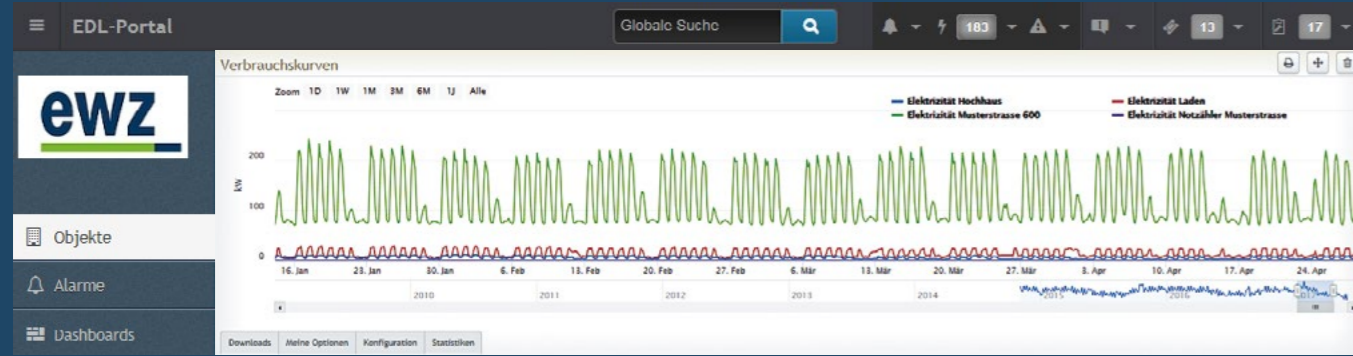 EDL-Portal
Globale Suche
183
13
17
ewz
Objekte
Alarme
Dashboards
Verbrauchskurven
Zoom 1D 1W 1M 3M 6M 1J Alle
Elektrizität Hochhaus
Elektrizität Laden
Elektrizität Musterstrasse 600
Elektrizität Notzähler Musterstrasse
200
kW
100
0
16. Jan 23. Jan 30. Jan 6. Feb 13. Feb 20. Feb 27. Feb 6. Mär 13. Mär 20. Mär 27. Mär 3. Apr 10. Apr 17. Apr 24. Apr
2010 2011 2012 2013 2014 2015 2016 2017
Downloads Meine Optionen Konfiguration Statistiken